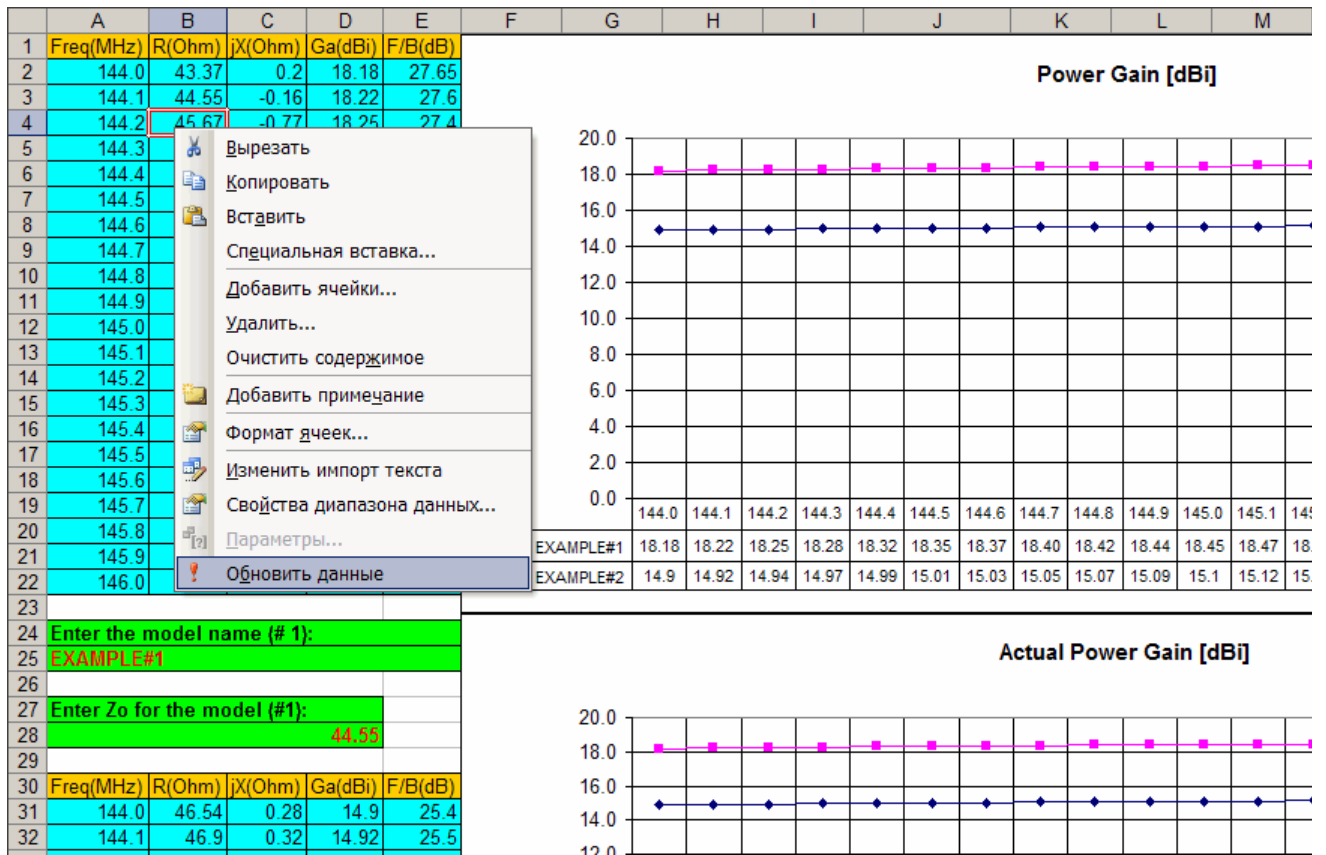 A B C D E F G H I J K L M
1 Freq(MHz) R(Ohm) jX(Ohm) Ga(dBi) F/B(dB)
2 144.0 43.37 0.2 18.18 27.65
3 144.1 44.55 -0.16 18.22 27.6
4 144.2 45.67 -0.77 18.25 27.4
5 144.3
6 144.4
7 144.5
8 144.6
9 144.7
10 144.8
11 144.9
12 145.0
13 145.1
14 145.2
15 145.3
16 145.4
17 145.5
18 145.6
19 145.7
20 145.8
21 145.9
22 146.0
Вырезать
Копировать
Вставить
Специальная вставка...
Добавить ячейки...
Удалить...
Очистить содержимое
Добавить примечание
Формат ячеек...
Изменить импорт текста
Свойства диапазона данных...
Параметры...
Обновить данные
Power Gain [dBi]
20.0
18.0
16.0
14.0
12.0
10.0
8.0
6.0
4.0
2.0
0.0
144.0 144.1 144.2 144.3 144.4 144.5 144.6 144.7 144.8 144.9 145.0 145.1
EXAMPLE#1 18.18 18.22 18.25 18.28 18.32 18.35 18.37 18.40 18.42 18.44 18.45 18.47
EXAMPLE#2 14.9 14.92 14.94 14.97 14.99 15.01 15.03 15.05 15.07 15.09 15.1 15.12
23
24 Enter the model name (# 1):
25 EXAMPLE#1
26
27 Enter Zo for the model (#1):
28 44.55
29
30 Freq(MHz) R(Ohm) jX(Ohm) Ga(dBi) F/B(dB)
31 144.0 46.54 0.28 14.9 25.4
32 144.1 46.9 0.32 14.92 25.5
Actual Power Gain [dBi]
20.0
18.0
16.0
14.0
12.0